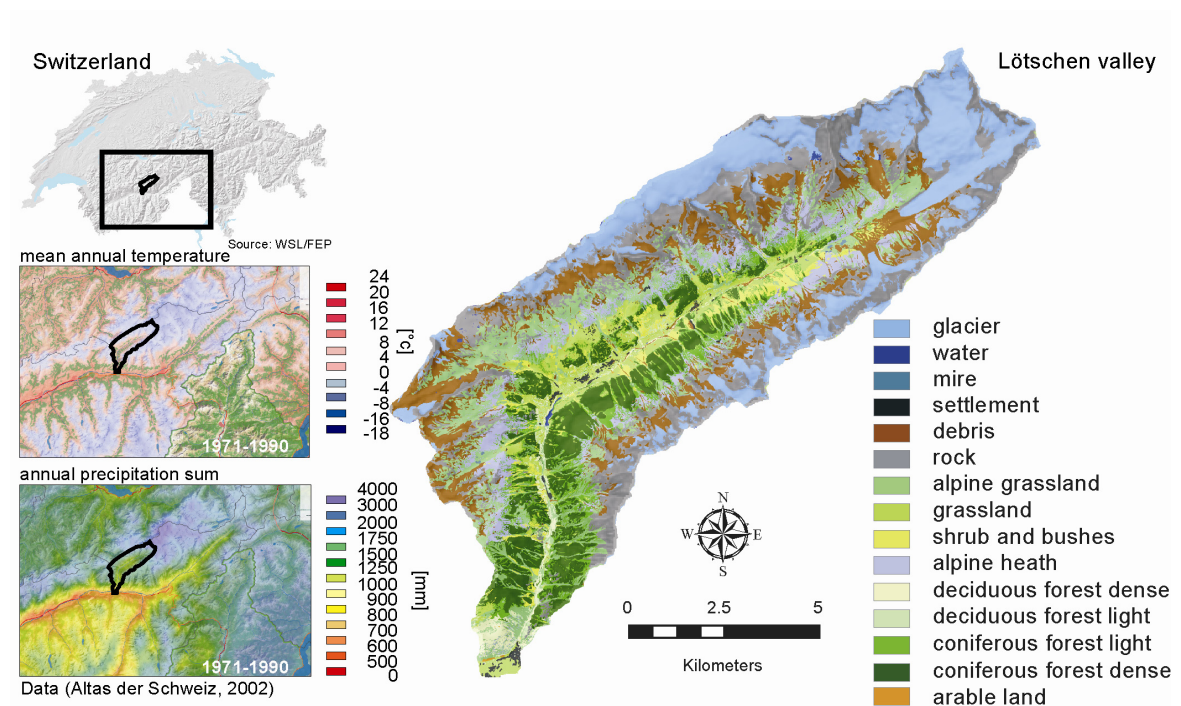 Switzerland
Lötschen valley
Source: WSL/FEP
mean annual temperature
24
20
16
12
8
4
0
-4
-8
-16
-18
[°c]
1971-1990
annual precipitation sum
4000
3000
2000
1750
1500
1250
1000
900
800
700
600
500
0
[mm]
1971-1990
Data (Altas der Schweiz, 2002)
N
W E
S
0 2.5 5
Kilometers
glacier
water
mire
settlement
debris
rock
alpine grassland
grassland
shrub and bushes
alpine heath
deciduous forest dense
deciduous forest light
coniferous forest light
coniferous forest dense
arable land